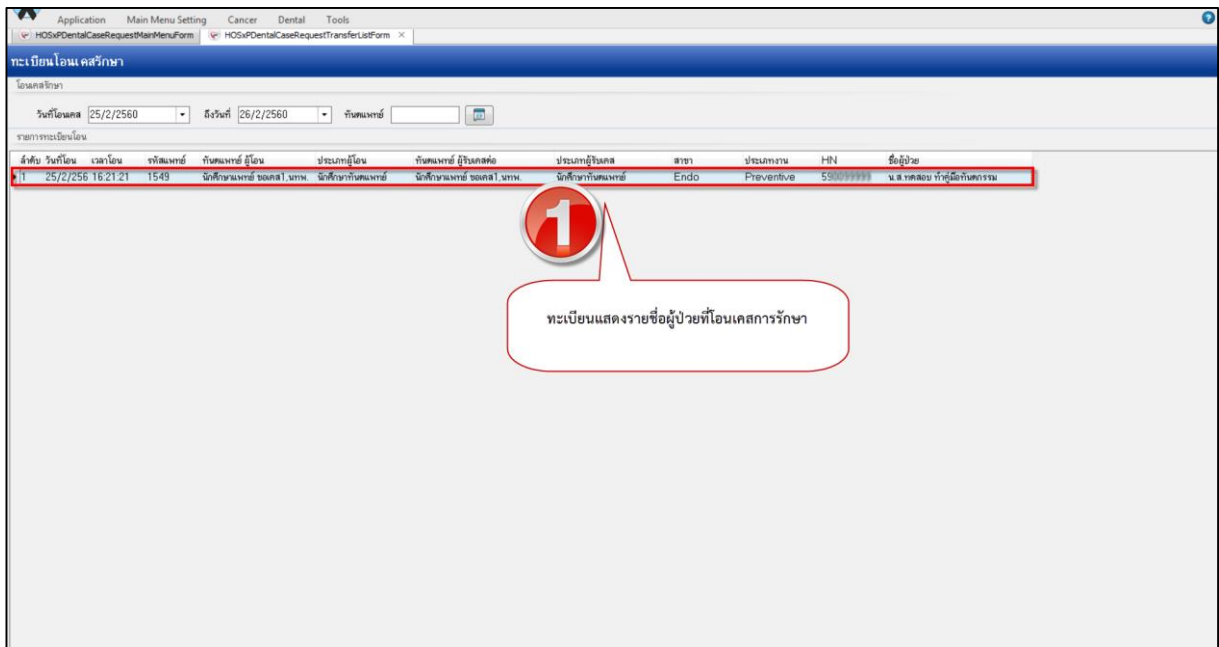 Application Main Menu Setting Cancer Dental Tools
HOSxPDentalCaseRequestMainMenuForm HOSxPDentalCaseRequestTransferListForm
ทะเบียนโอนเคสรักษา
โอนเคสรักษา
วันที่โอนเคส 25/2/2560 ถึงวันที่ 26/2/2560 ทันตแพทย์
รายการทะเบียนโอน
ลำดับ วันที่โอน เวลาโอน รหัสแพทย์ ทันตแพทย์ ผู้โอน ประเภทผู้โอน ทันตแพทย์ ผู้รับเคสต่อ ประเภทผู้รับเคส สาขา ประเภทงาน HN ชื่อผู้ป่วย
1 25/2/256 16:21:21 1549 นักศึกษาแพทย์ ขอเคส1,นทพ. นักศึกษาทันตแพทย์ นักศึกษาแพทย์ ขอเคส1,นทพ. นักศึกษาทันตแพทย์ Endo Preventive น.ส.ทดสอบ ทำคู่มือทันตกรรม
1
ทะเบียนแสดงรายชื่อผู้ป่วยที่โอนเคสการรักษา